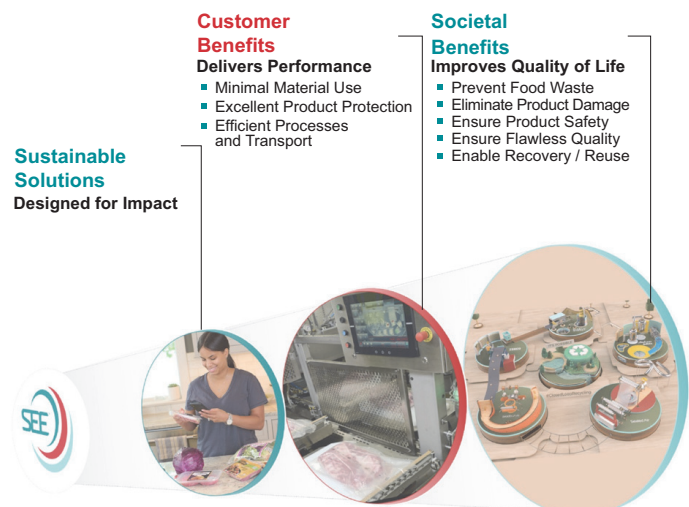 Customer
Benefits
Delivers Performance
Minimal Material Use
Excellent Product Protection
Efficient Processes
and Transport
Societal
Benefits
Improves Quality of Life
Prevent Food Waste
Eliminate Product Damage
Ensure Product Safety
Ensure Flawless Quality
Enable Recovery / Reuse
Sustainable
Solutions
Designed for Impact
SEE